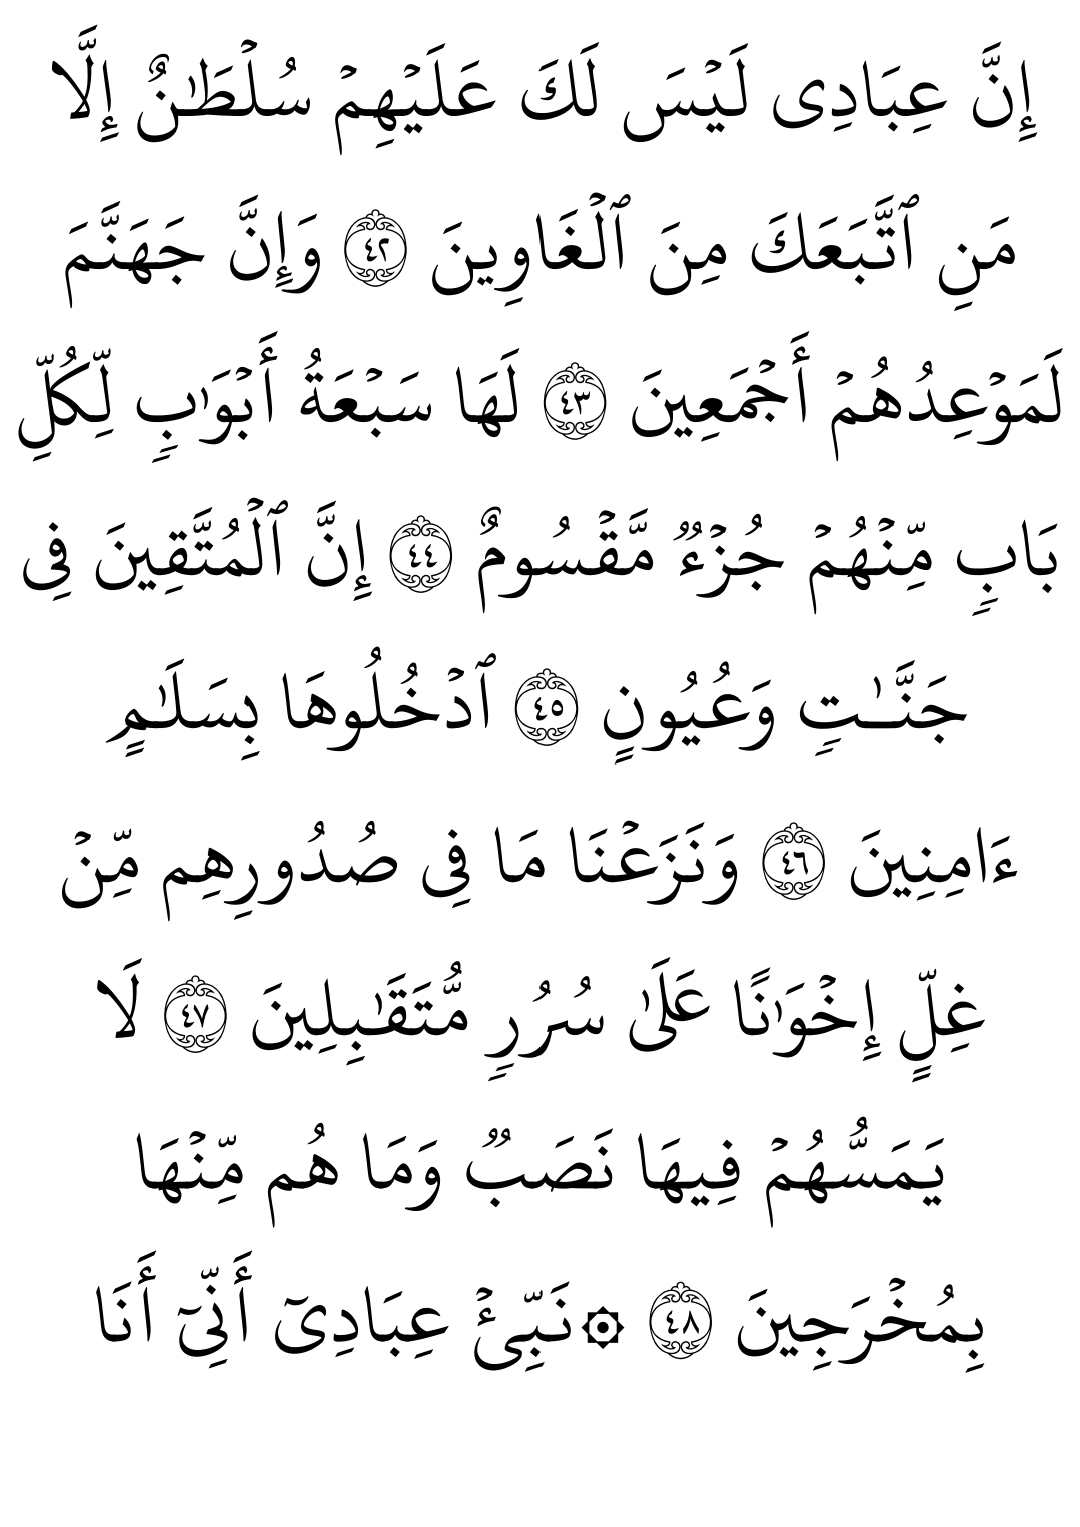 إِنَّ عِبَادِى لَيۡسَ لَكَ عَلَيۡهِمۡ سُلۡطَـٰنٌ إِلَّا
مَنِ ٱتَّبَعَكَ مِنَ ٱلۡغَاوِينَ ٤٢ وَإِنَّ جَهَنَّمَ
لَمَوۡعِدُهُمۡ أَجۡمَعِينَ ٤٣ لَهَا سَبۡعَةُ أَبۡوَٰبٍ لِّكُلِّ
بَابٍ مِّنۡهُمۡ جُزۡءٌ مَّقۡسُومٌ ٤٤ إِنَّ ٱلۡمُتَّقِينَ فِى
جَنَّـٰتٍ وَعُيُونٍ ٤٥ ٱدۡخُلُوهَا بِسَلَـٰمٍ
ءَامِنِينَ ٤٦ وَنَزَعۡنَا مَا فِى صُدُورِهِم مِّنۡ
غِلٍّ إِخۡوَٰنًا عَلَىٰ سُرُرٍ مُّتَقَـٰبِلِينَ ٤٧ لَا
يَمَسُّهُمۡ فِيهَا نَصَبٌ وَمَا هُم مِّنۡهَا
بِمُخۡرَجِينَ ٤٨ ۞ نَبِّئۡ عِبَادِىٓ أَنِّىٓ أَنَا